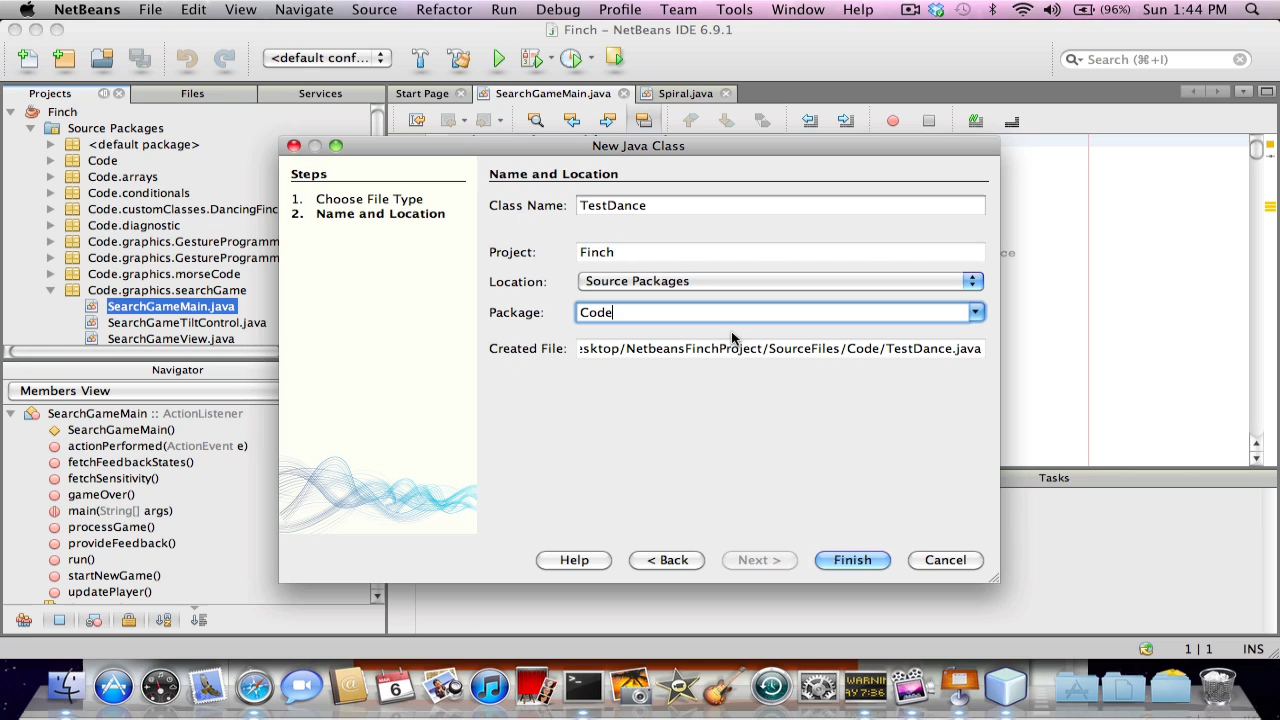 NetBeans File Edit View Navigate Source Refactor Run Debug Profile Team Tools Window Help (96%) Sun 1:44 PM
Finch - NetBeans IDE 6.9.1
<default conf... Search (⌘+I)
Projects Files Services Start Page SearchGameMain.java Spiral.java
Finch
Source Packages
<default package>
Code
Code.arrays
Code.conditionals
Code.customClasses.DancingFinc
Code.diagnostic
Code.graphics.GestureProgramm
Code.graphics.GestureProgramm
Code.graphics.morseCode
Code.graphics.searchGame
SearchGameMain.java
SearchGameTiltControl.java
SearchGameView.java
Navigator
Members View
SearchGameMain :: ActionListener
SearchGameMain()
actionPerformed(ActionEvent e)
fetchFeedbackStates()
fetchSensitivity()
gameOver()
main(String[] args)
processGame()
provideFeedback()
run()
startNewGame()
updatePlayer()
New Java Class
Steps
1. Choose File Type
2. Name and Location
Name and Location
Class Name: TestDance
Project: Finch
Location: Source Packages
Package: Code
Created File: esktop/NetbeansFinchProject/SourceFiles/Code/TestDance.java
Help < Back Next > Finish Cancel
ce
Tasks
1 | 1 INS
MAR
6
WARNIN
AY 7:36